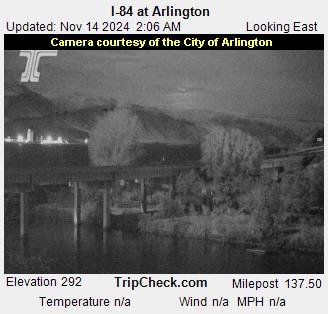 I-84 at Arlington
Updated: Nov 14 2024 2:06 AM Looking East
Camera courtesy of the City of Arlington
Elevation 292 TripCheck.com Milepost 137.50
Temperature n/a Wind n/a MPH n/a